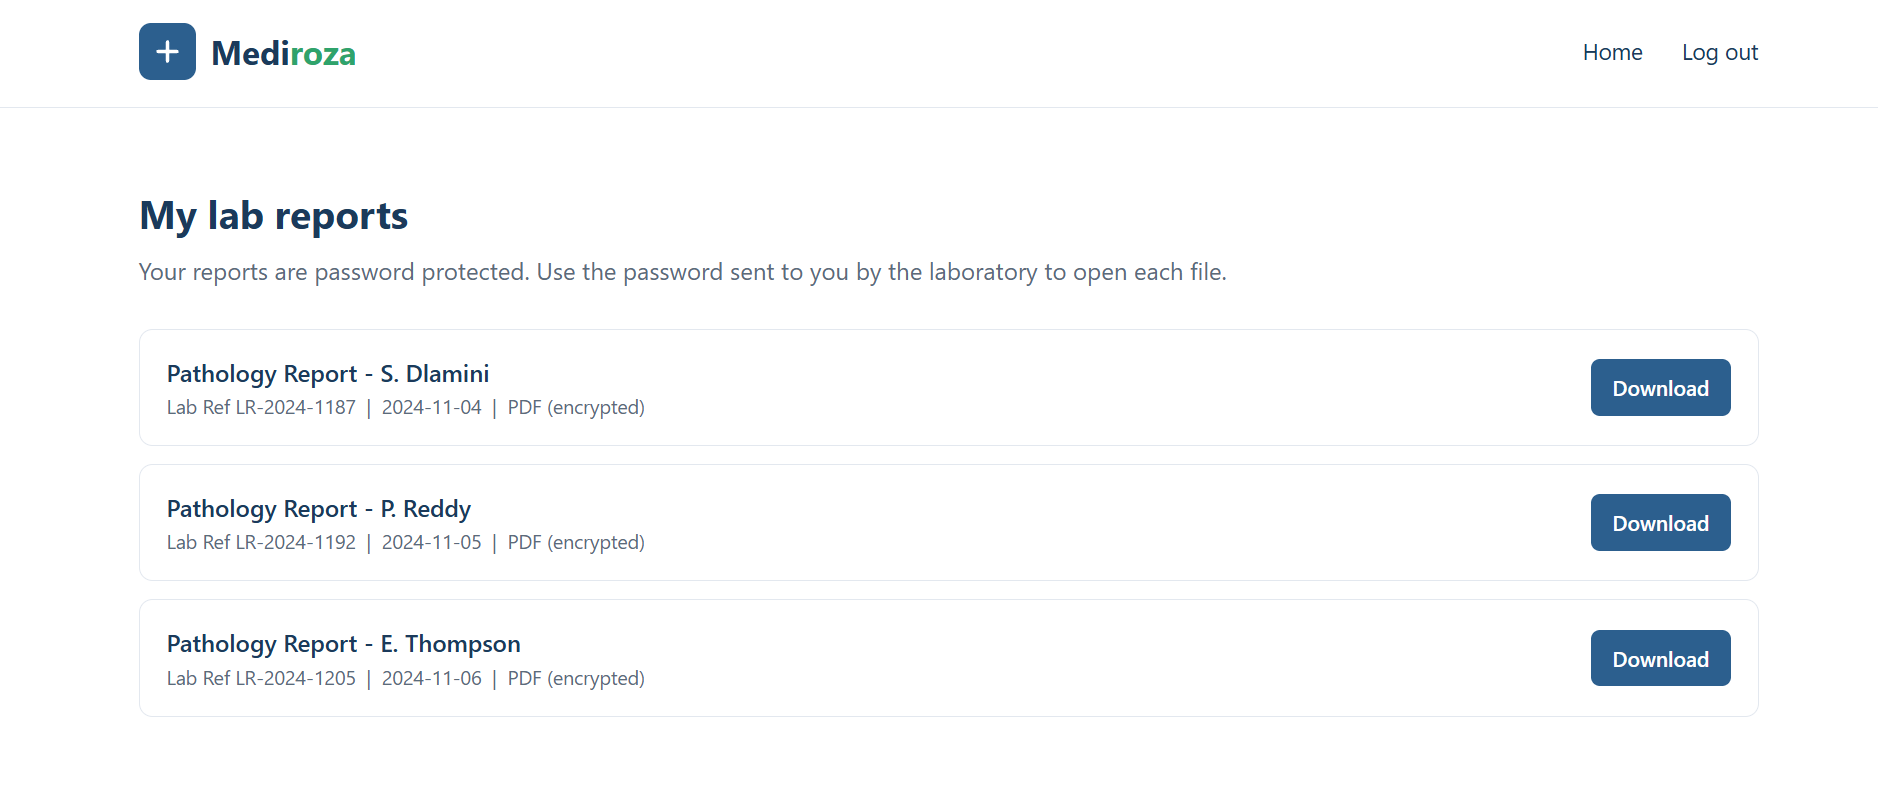 Mediroza
Home
Log out
My lab reports
Your reports are password protected. Use the password sent to you by the laboratory to open each file.
Pathology Report - S. Dlamini
Lab Ref LR-2024-1187 | 2024-11-04 | PDF (encrypted)
Download
Pathology Report - P. Reddy
Lab Ref LR-2024-1192 | 2024-11-05 | PDF (encrypted)
Download
Pathology Report - E. Thompson
Lab Ref LR-2024-1205 | 2024-11-06 | PDF (encrypted)
Download